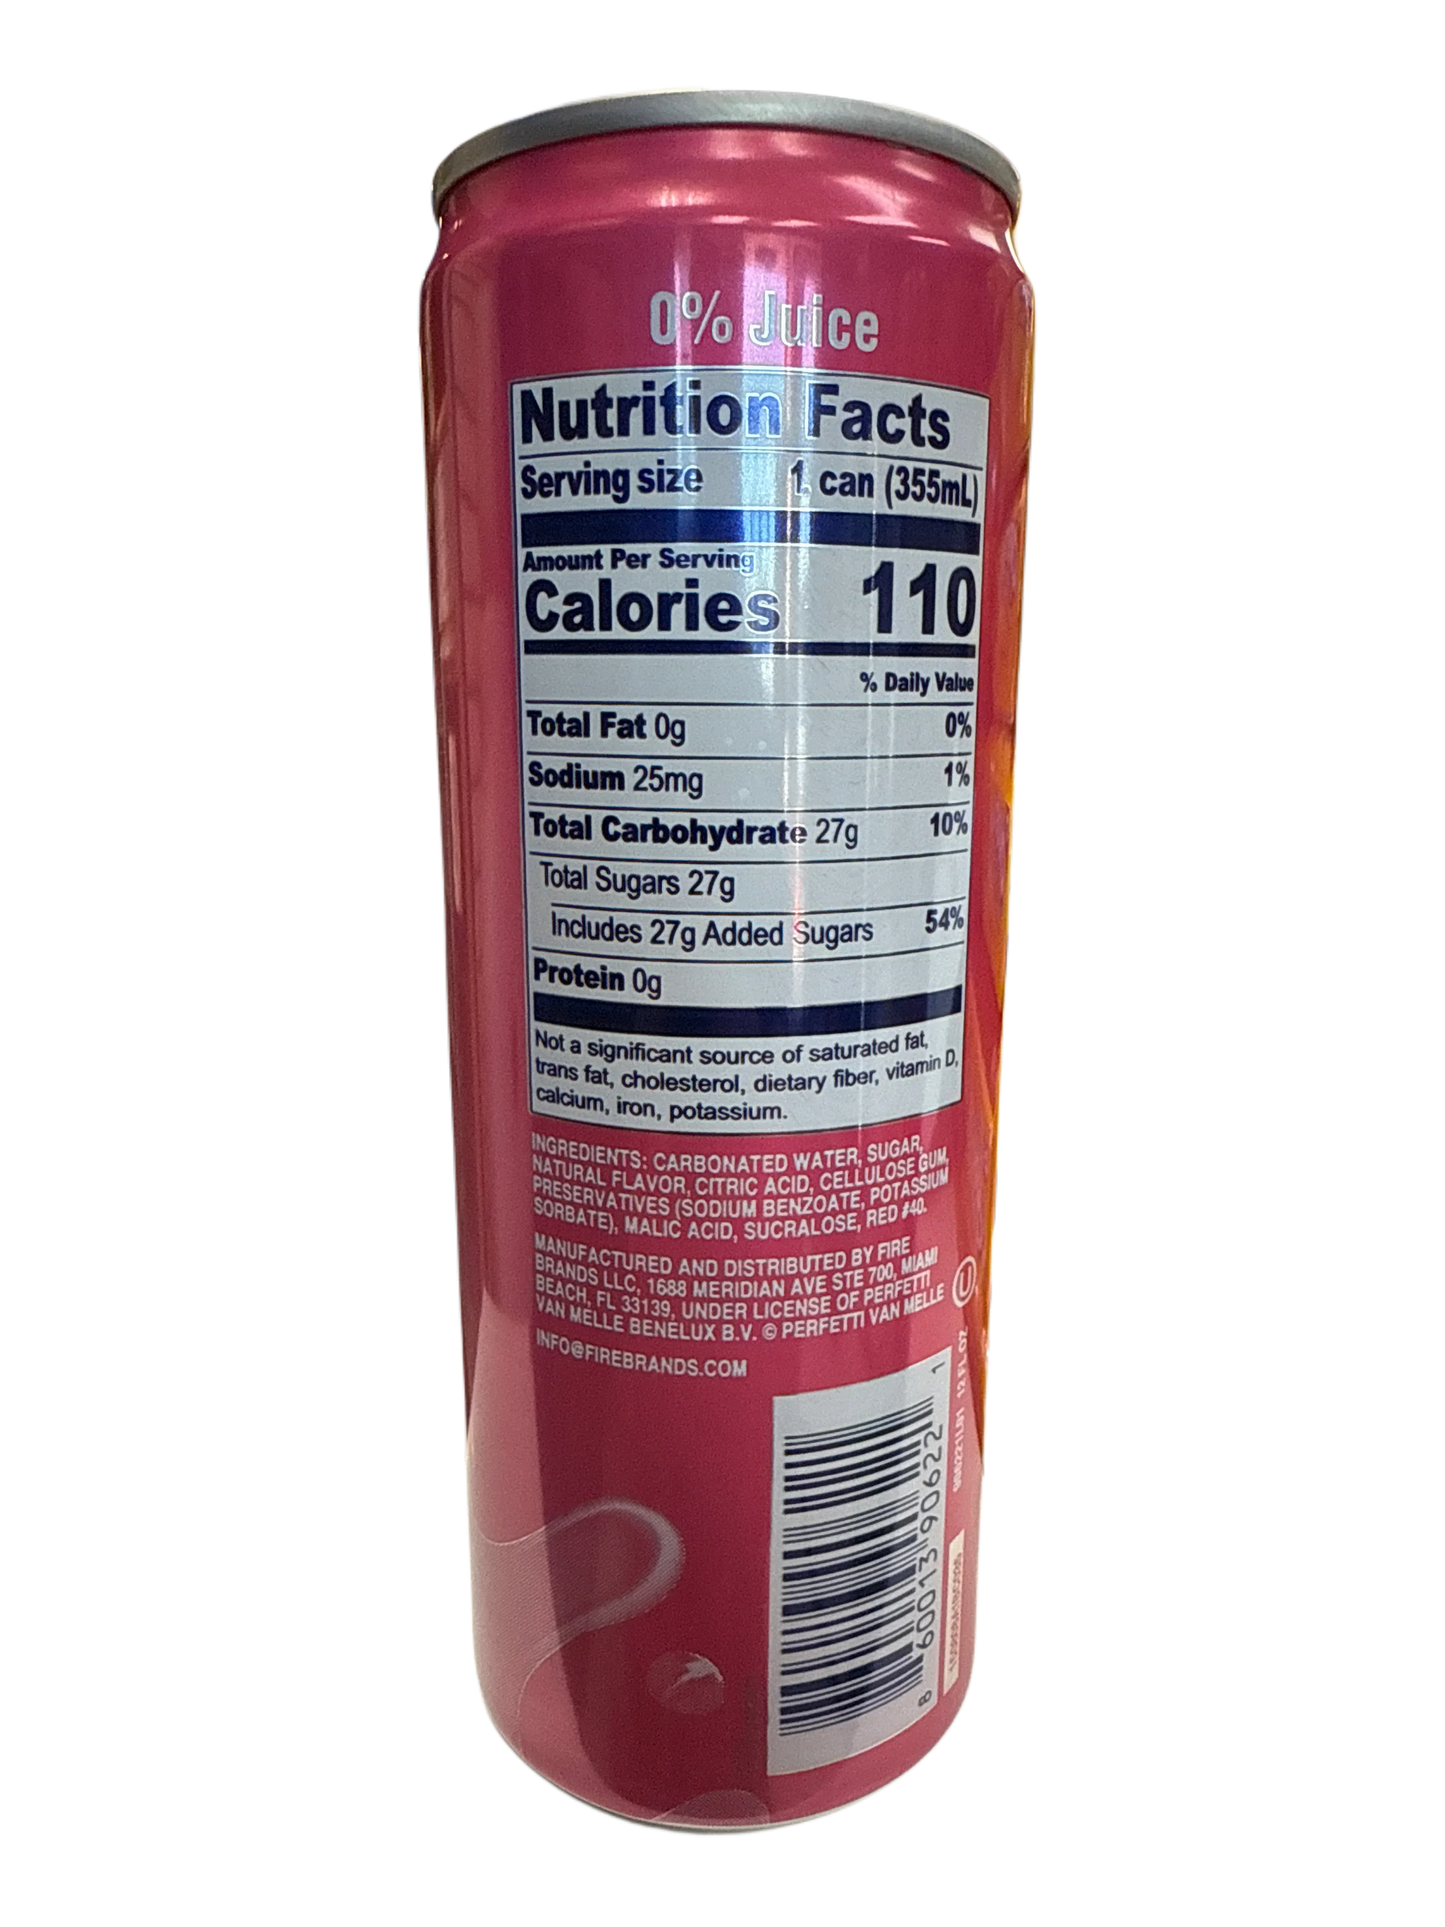 0% Juice
Nutrition Facts
Serving size 1 can (355mL)
Amount Per Serving
Calories 110
% Daily Value
Total Fat 0g 0%
Sodium 25mg 1%
Total Carbohydrate 27g 10%
Total Sugars 27g
Includes 27g Added Sugars 54%
Protein 0g
Not a significant source of saturated fat,
trans fat, cholesterol, dietary fiber, vitamin D,
calcium, iron, potassium.
INGREDIENTS: CARBONATED WATER, SUGAR,
NATURAL FLAVOR, CITRIC ACID, CELLULOSE GUM,
PRESERVATIVES (SODIUM BENZOATE, POTASSIUM
SORBATE), MALIC ACID, SUCRALOSE, RED #40.
MANUFACTURED AND DISTRIBUTED BY FIRE
BRANDS LLC, 1688 MERIDIAN AVE STE 700, MIAMI
BEACH, FL 33139, UNDER LICENSE OF PERFETTI
VAN MELLE BENELUX B.V. © PERFETTI VAN MELLE
INFO@FIREBRANDS.COM
U
12 FL OZ
8 60013 90622 1